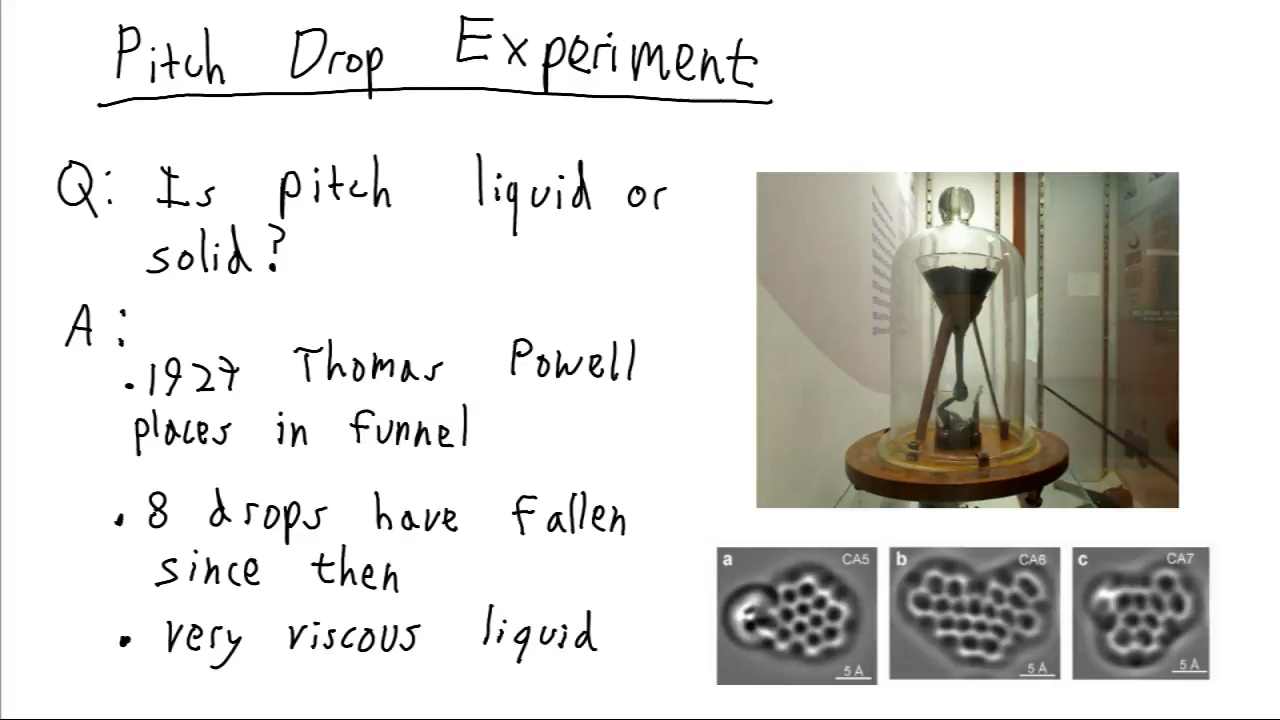 Pitch Drop Experiment
Q: Is pitch liquid or
solid?
A:
. 1927 Thomas Powell
places in funnel
. 8 drops have fallen
since then
. very viscous liquid
a CA5
5 Å
b CA6
5 Å
c CA7
5 Å